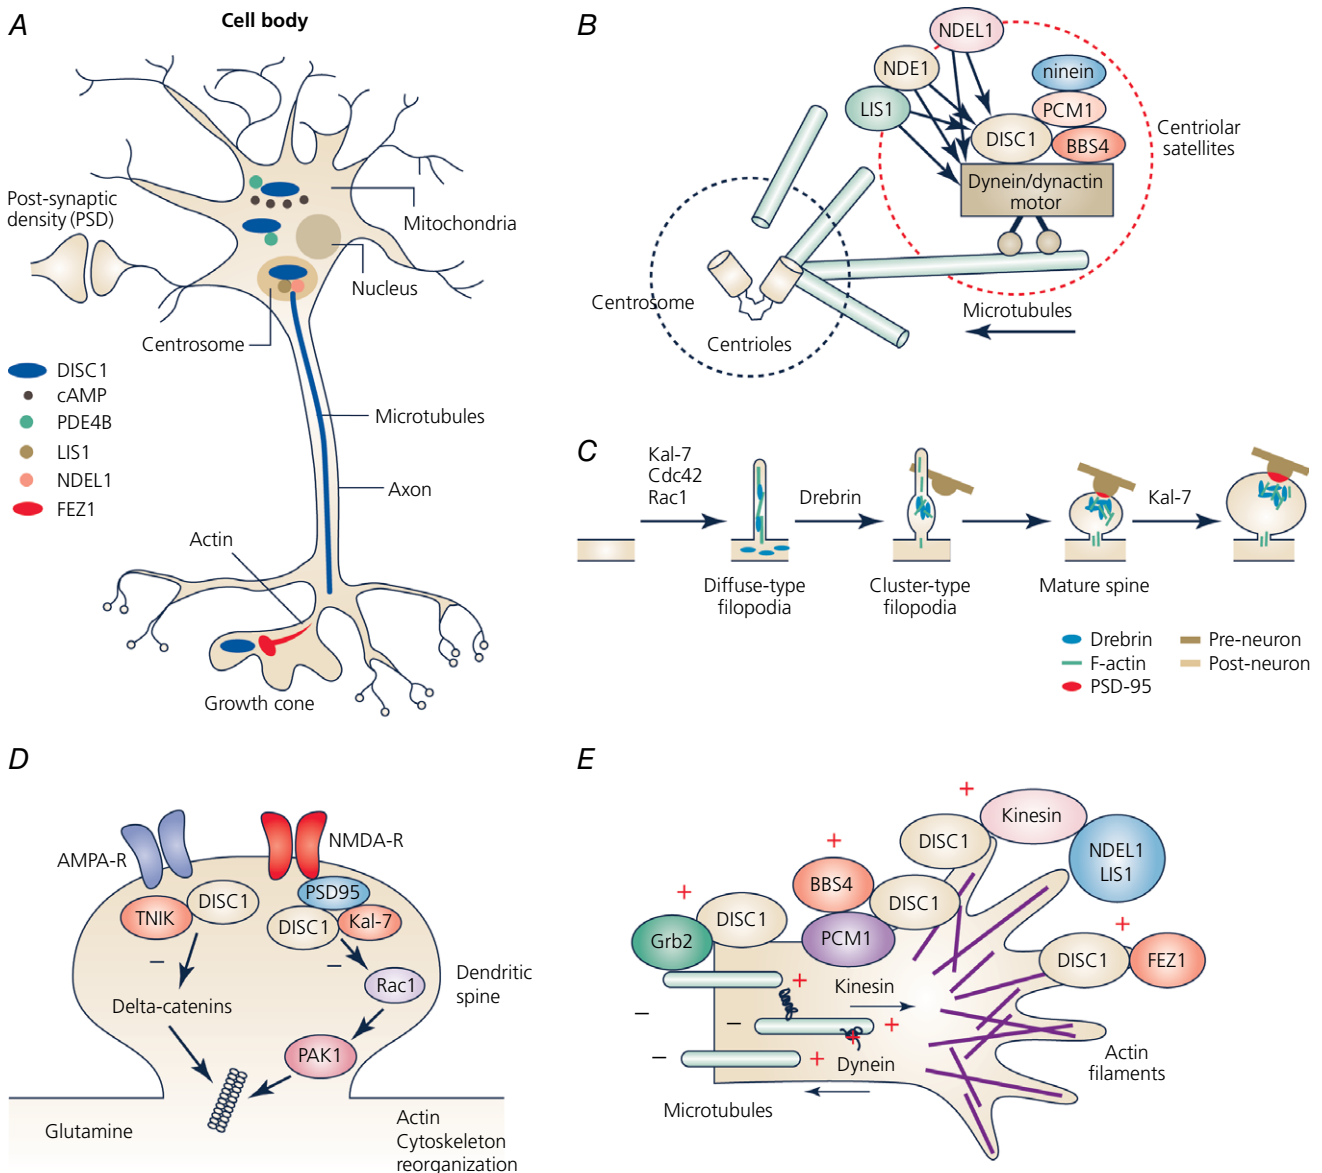 A
Cell body
Post-synaptic
density (PSD)
Mitochondria
Nucleus
Centrosome
DISC1
cAMP
PDE4B
LIS1
NDEL1
FEZ1
Microtubules
Axon
Actin
Growth cone
B
NDEL1
NDE1
LIS1
ninein
PCM1
DISC1
BBS4
Dynein/dynactin
motor
Centriolar
satellites
Centrosome
Centrioles
Microtubules
C
Kal-7
Cdc42
Rac1
Drebrin
Kal-7
Diffuse-type
filopodia
Cluster-type
filopodia
Mature spine
Drebrin
F-actin
PSD-95
Pre-neuron
Post-neuron
D
AMPA-R
NMDA-R
TNIK
DISC1
PSD95
DISC1
Kal-7
–
–
Rac1
Delta-catenins
PAK1
Dendritic
spine
Glutamine
Actin
Cytoskeleton
reorganization
E
+
Kinesin
DISC1
NDEL1
LIS1
+
BBS4
DISC1
PCM1
+
DISC1
Grb2
+
DISC1
FEZ1
+
Kinesin
–
–
+
+
Dynein
–
+
Microtubules
Actin
filaments